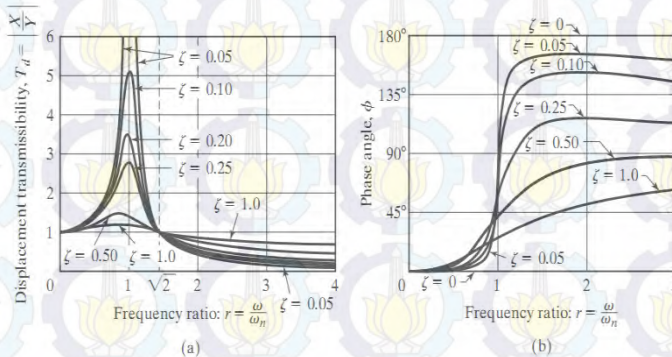 Displacement transmissibility, T_d = |X/Y|
6
5
4
3
2
1
ζ = 0.05
ζ = 0.10
ζ = 0.20
ζ = 0.25
ζ = 1.0
ζ = 0.50
ζ = 1.0
ζ = 0.05
0 1 √ 2 3 4
Frequency ratio: r = ω/ω_n
(a)
Phase angle, ϕ
180°
135°
90°
45°
ζ = 0
ζ = 0.05
ζ = 0.10
ζ = 0.25
ζ = 0.50
ζ = 1.0
ζ = 0.05
ζ = 0
0 1 2
Frequency ratio: r = ω/ω_n
(b)